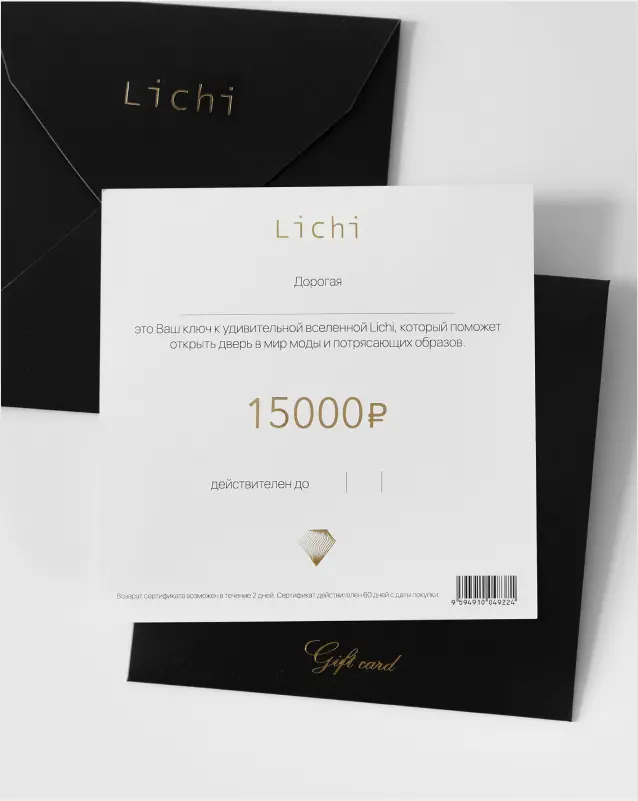 Lichi
Lichi
Дорогая
это Ваш ключ к удивительной вселенной Lichi, который поможет
открыть дверь в мир моды и потрясающих образов.
15000₽
действителен до
Возврат сертификата возможен в течение 2 дней. Сертификат действителен 60 дней с даты покупки.
9 594910 049224
Gift card